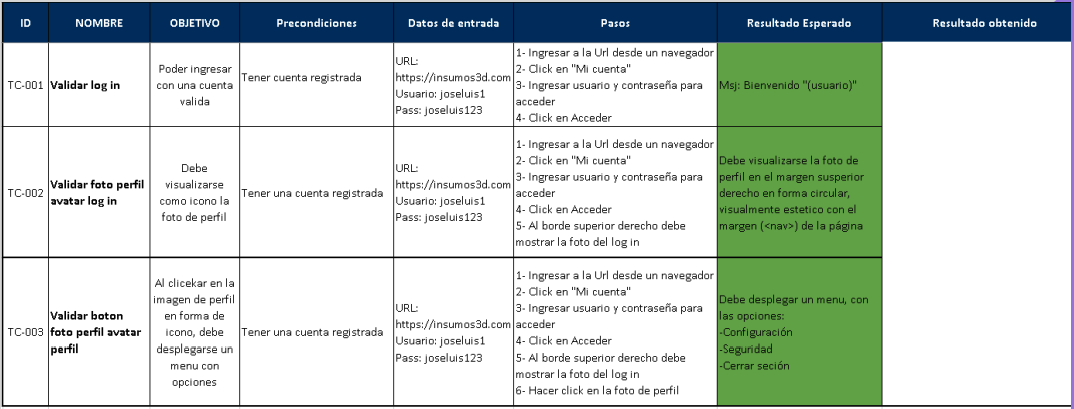 ID NOMBRE OBJETIVO Precondiciones Datos de entrada Pasos Resultado Esperado Resultado obtenido
TC-001
Validar log in
Poder ingresar
con una cuenta
valida
Tener cuenta registrada
URL:
https://insumos3d.com
Usuario: joseluis1
Pass: joseluis123
1- Ingresar a la Url desde un navegador
2- Click en "Mi cuenta"
3- Ingresar usuario y contraseña para
acceder
4- Click en Acceder
Msj: Bienvenido "(usuario)"
TC-002
Validar foto perfil
avatar log in
Debe
visualizarse
como icono la
foto de perfil
Tener una cuenta registrada
URL:
https://insumos3d.com
Usuario: joseluis1
Pass: joseluis123
1- Ingresar a la Url desde un navegador
2- Click en "Mi cuenta"
3- Ingresar usuario y contraseña para
acceder
4- Click en Acceder
5- Al borde superior derecho debe
mostrar la foto del log in
Debe visualizarse la foto de
perfil en el margen susperior
derecho en forma circular,
visualmente estetico con el
margen (<nav>) de la página
TC-003
Validar boton
foto perfil avatar
perfil
Al clicekar en la
imagen de perfil
en forma de
icono, debe
desplegarse un
menu con
opciones
Tener una cuenta registrada
URL:
https://insumos3d.com
Usuario: joseluis1
Pass: joseluis123
1- Ingresar a la Url desde un navegador
2- Click en "Mi cuenta"
3- Ingresar usuario y contraseña para
acceder
4- Click en Acceder
5- Al borde superior derecho debe
mostrar la foto del log in
6- Hacer click en la foto de perfil
Debe desplegar un menu, con
las opciones:
-Configuración
-Seguridad
-Cerrar seción